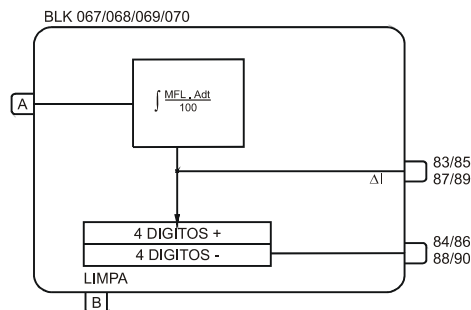 BLK 067/068/069/070
A
∫ MFL . Adt
100
83/85
ΔI
87/89
4 DIGITOS +
4 DIGITOS -
84/86
88/90
LIMPA
B